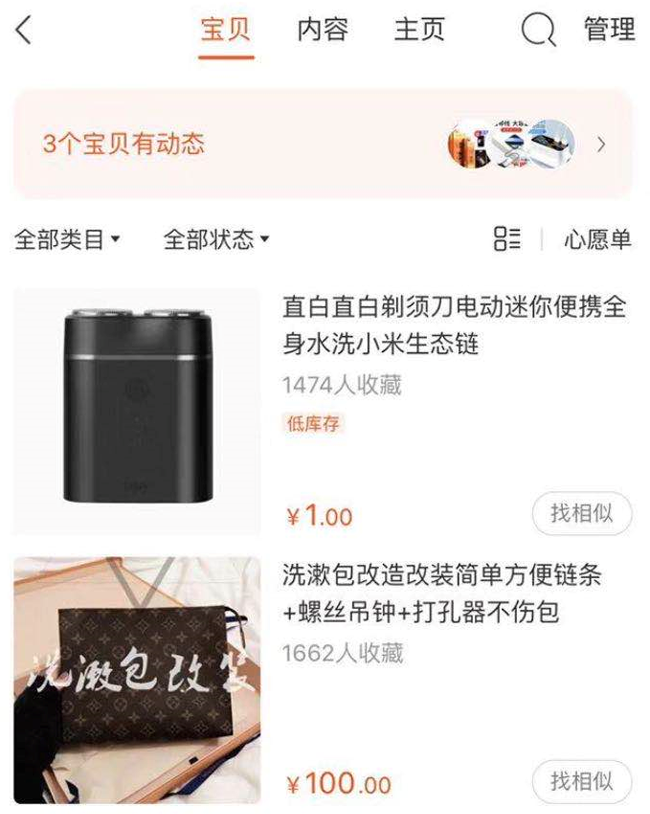 宝贝 内容 主页 管理
3个宝贝有动态
全部类目 全部状态 心愿单
直白直白剃须刀电动迷你便携全
身水洗小米生态链
1474人收藏
低库存
¥1.00 找相似
洗漱包改造改装简单方便链条
+螺丝吊钟+打孔器不伤包
1662人收藏
洗漱包改装
¥100.00 找相似